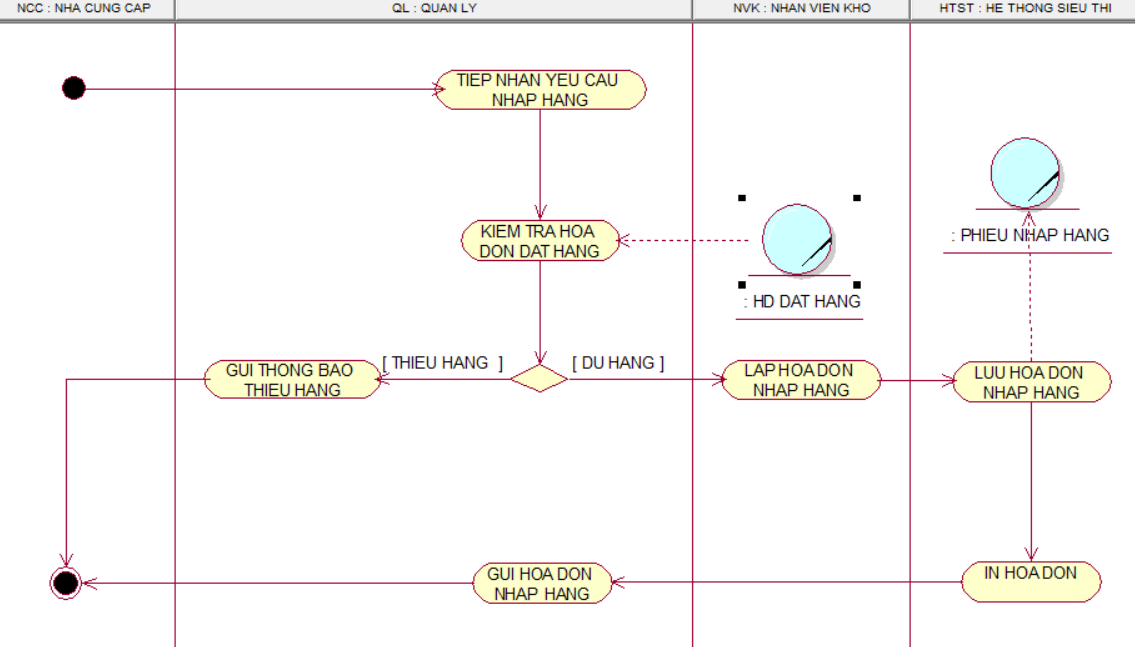 NCC : NHA CUNG CAP
QL : QUAN LY
NVK : NHAN VIEN KHO
HTST : HE THONG SIEU THI
TIEP NHAN YEU CAU
NHAP HANG
: PHIEU NHAP HANG
KIEM TRA HOA
DON DAT HANG
: HD DAT HANG
[ THIEU HANG ]
[ DU HANG ]
GUI THONG BAO
THIEU HANG
LAP HOA DON
NHAP HANG
LUU HOA DON
NHAP HANG
GUI HOA DON
NHAP HANG
IN HOA DON